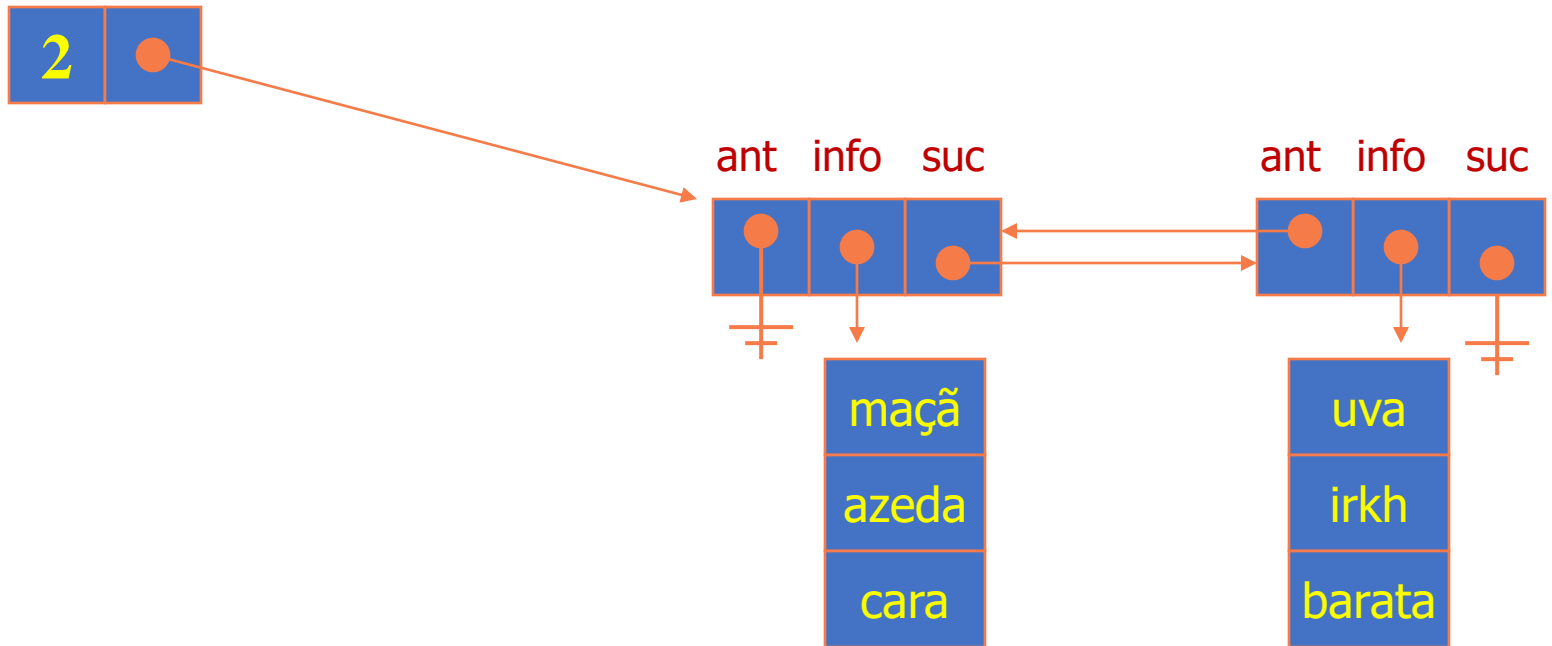 2
ant info suc
ant info suc
maçã
azeda
cara
uva
irkh
barata